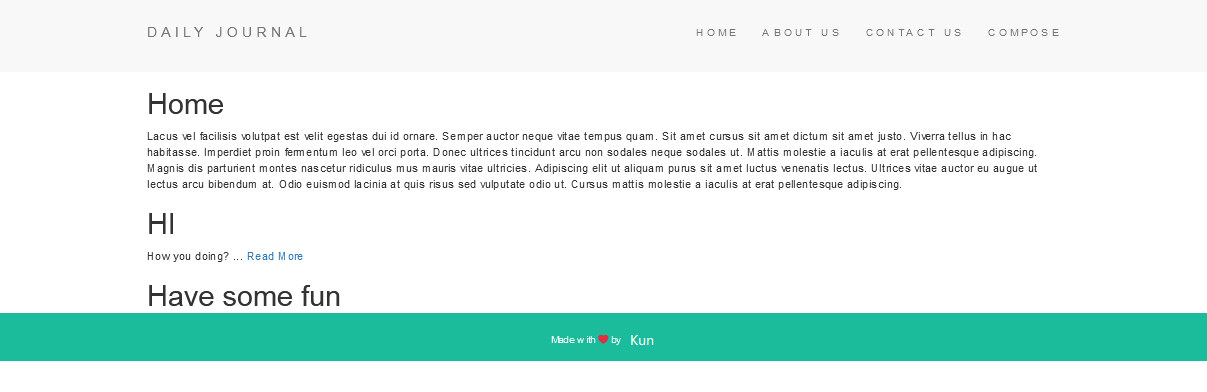 DAILY JOURNAL
HOME ABOUT US CONTACT US COMPOSE
Home
Lacus vel facilisis volutpat est velit egestas dui id ornare. Semper auctor neque vitae tempus quam. Sit amet cursus sit amet dictum sit amet justo. Viverra tellus in hac
habitasse. Imperdiet proin fermentum leo vel orci porta. Donec ultrices tincidunt arcu non sodales neque sodales ut. Mattis molestie a iaculis at erat pellentesque adipiscing.
Magnis dis parturient montes nascetur ridiculus mus mauris vitae ultricies. Adipiscing elit ut aliquam purus sit amet luctus venenatis lectus. Ultrices vitae auctor eu augue ut
lectus arcu bibendum at. Odio euismod lacinia at quis risus sed vulputate odio ut. Cursus mattis molestie a iaculis at erat pellentesque adipiscing.
HI
How you doing? ... Read More
Have some fun
Made with ❤ by Kun